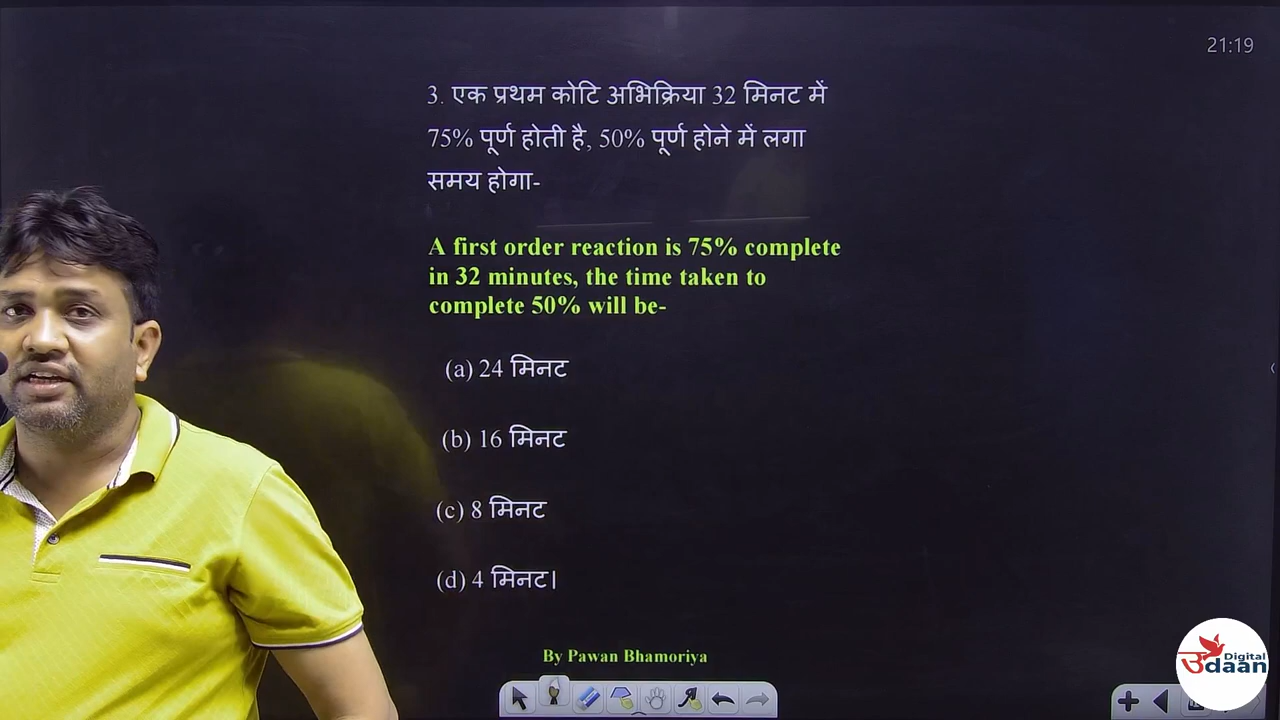 21:19
3. एक प्रथम कोटि अभिक्रिया 32 मिनट में
75% पूर्ण होती है, 50% पूर्ण होने में लगा
समय होगा-
A first order reaction is 75% complete
in 32 minutes, the time taken to
complete 50% will be-
(a) 24 मिनट
(b) 16 मिनट
(c) 8 मिनट
(d) 4 मिनट।
By Pawan Bhamoriya
Digital
उdaan